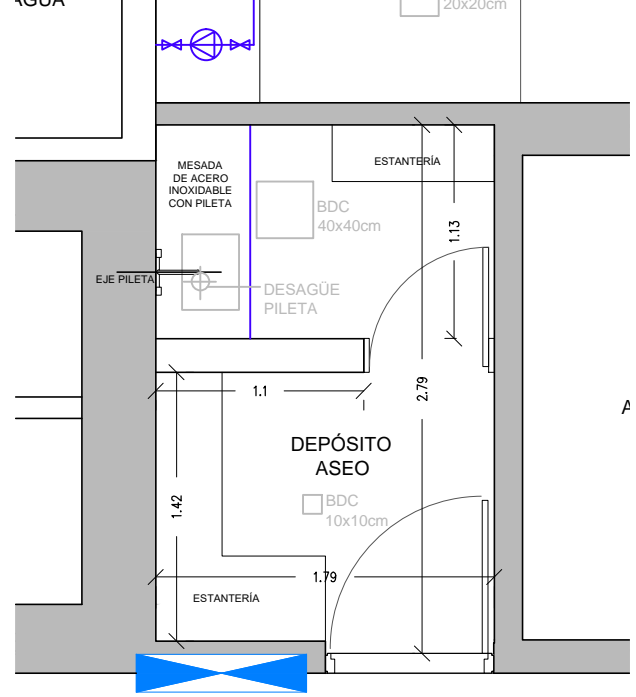 20x20cm
MESADA
DE ACERO
INOXIDABLE
CON PILETA
ESTANTERÍA
BDC
40x40cm
1.13
EJE PILETA
DESAGÜE
PILETA
1.1
2.79
DEPÓSITO
ASEO
1.42
BDC
10x10cm
1.79
ESTANTERÍA